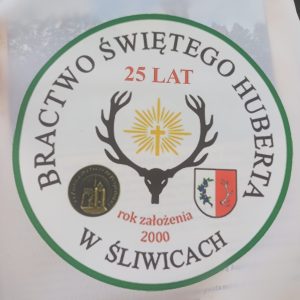 BRACTWO ŚWIĘTEGO HUBERTA
25 LAT
rok założenia
2000
W ŚLIWICACH